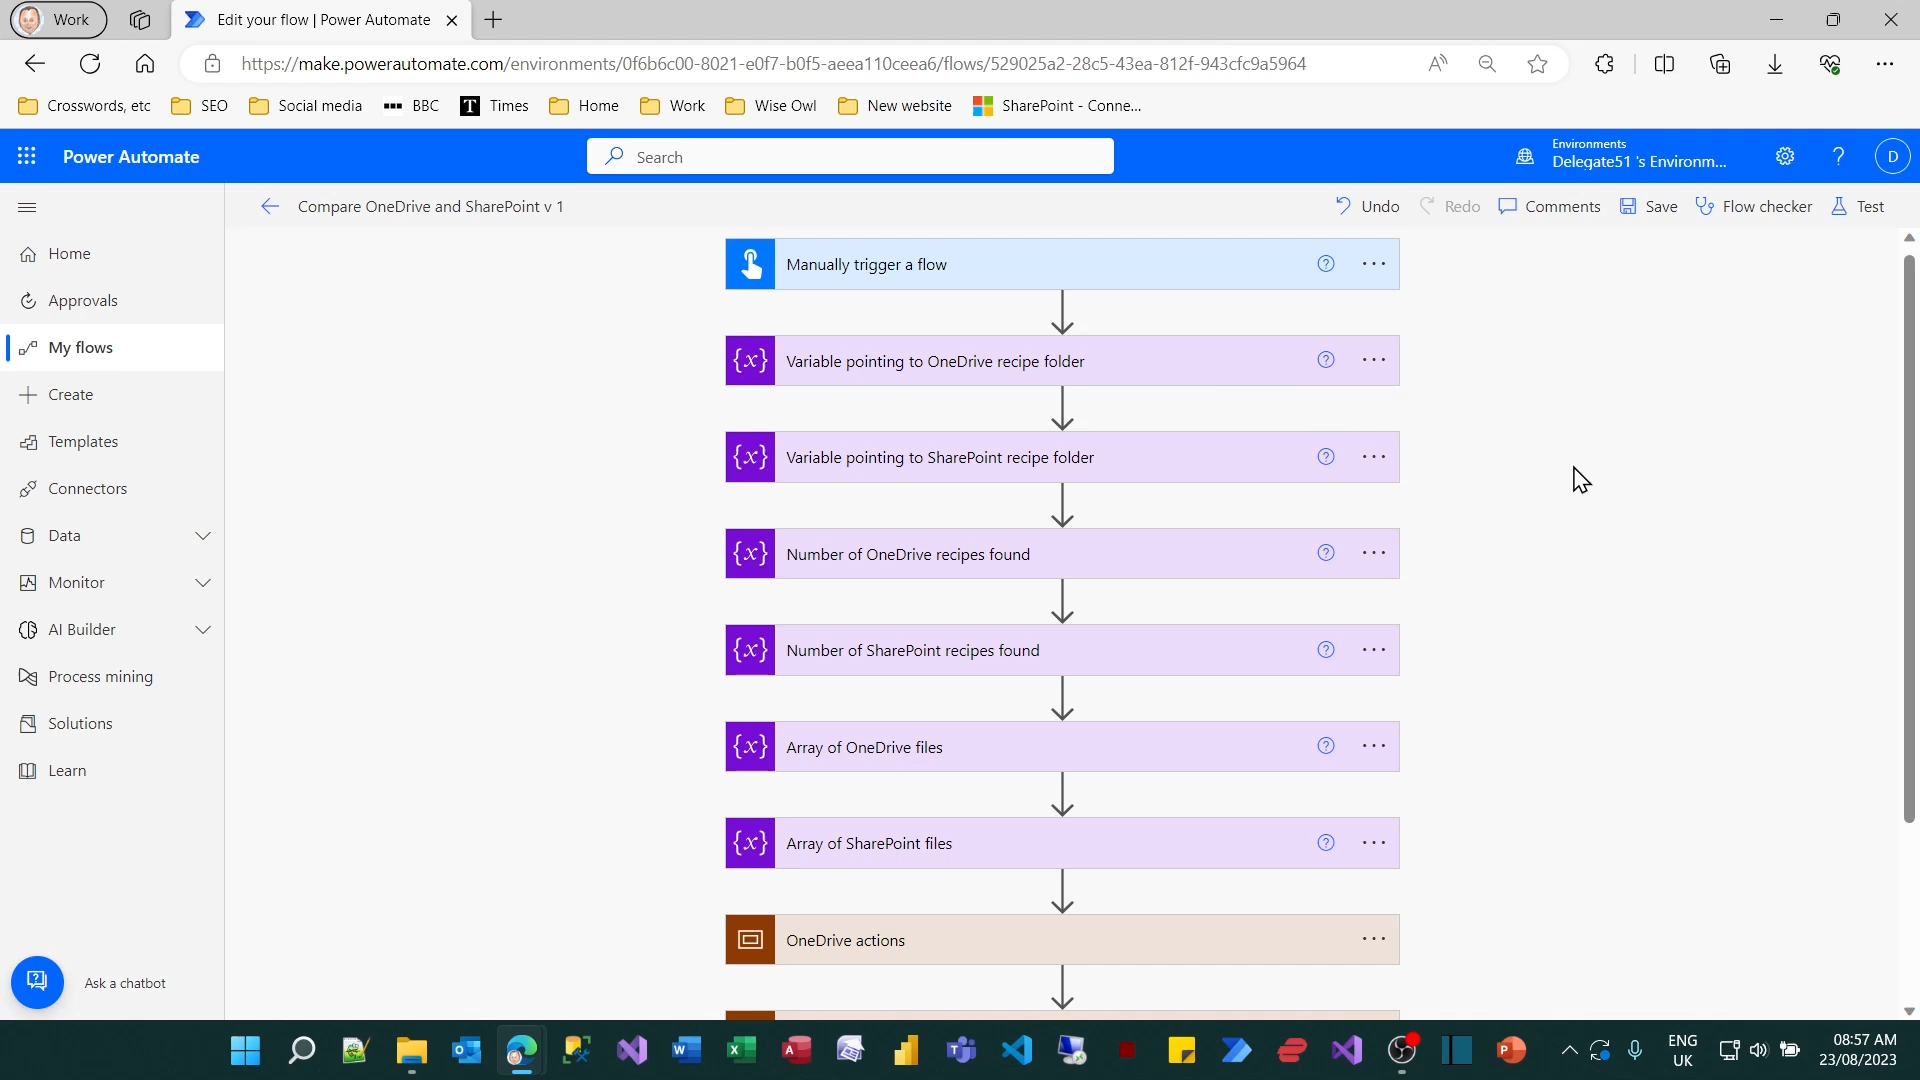 Work
Edit your flow | Power Automate
https://make.powerautomate.com/environments/0f6b6c00-8021-e0f7-b0f5-aeea110ceea6/flows/529025a2-28c5-43ea-812f-943cfc9a5964
Crosswords, etc
SEO
Social media
BBC
T
Times
Home
Work
Wise Owl
New website
SharePoint - Conne...
Power Automate
Search
Environments
Delegate51 's Environm...
?
D
Compare OneDrive and SharePoint v 1
Undo
Redo
Comments
Save
Flow checker
Test
Home
Approvals
My flows
Create
Templates
Connectors
Data
Monitor
AI Builder
Process mining
Solutions
Learn
Ask a chatbot
Manually trigger a flow
{x} Variable pointing to OneDrive recipe folder
{x} Variable pointing to SharePoint recipe folder
{x} Number of OneDrive recipes found
{x} Number of SharePoint recipes found
{x} Array of OneDrive files
{x} Array of SharePoint files
OneDrive actions
ENG
UK
08:57 AM
23/08/2023